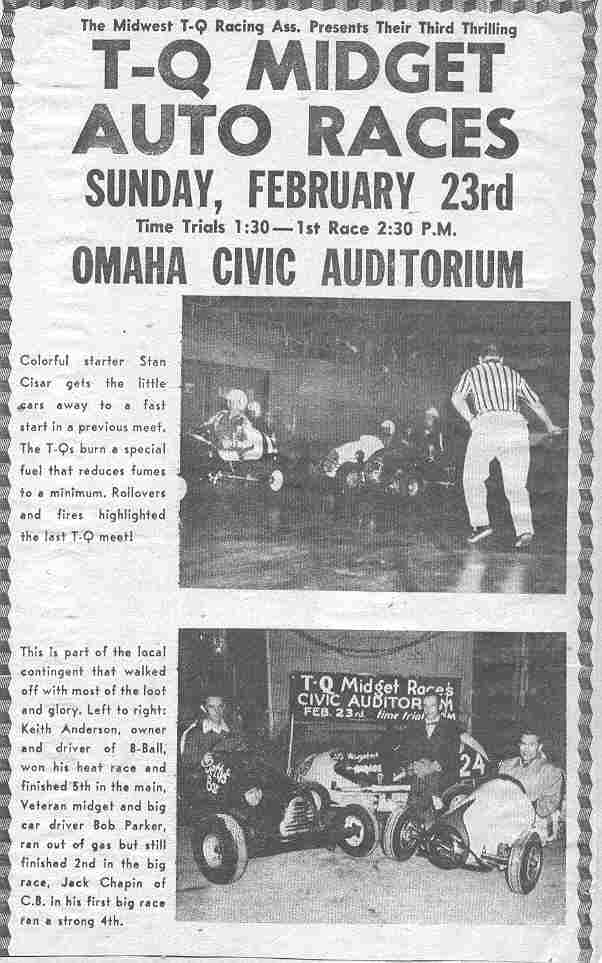 The Midwest T-Q Racing Ass. Presents Their Third Thrilling
T-Q MIDGET
AUTO RACES
SUNDAY, FEBRUARY 23rd
Time Trials 1:30—1st Race 2:30 P.M.
OMAHA CIVIC AUDITORIUM
Colorful starter Stan
Cisar gets the little
cars away to a fast
start in a previous meet.
The T-Qs burn a special
fuel that reduces fumes
to a minimum. Rollovers
and fires highlighted
the last T-Q meet!
This is part of the local
contingent that walked
off with most of the loot
and glory. Left to right:
Keith Anderson, owner
and driver of 8-Ball,
won his heat race and
finished 5th in the main,
Veteran midget and big
car driver Bob Parker,
ran out of gas but still
finished 2nd in the big
race, Jack Chapin of
C.B. in his first big race
ran a strong 4th.
T-Q Midget Races
CIVIC AUDITORIUM
FEB. 23rd time trial
24